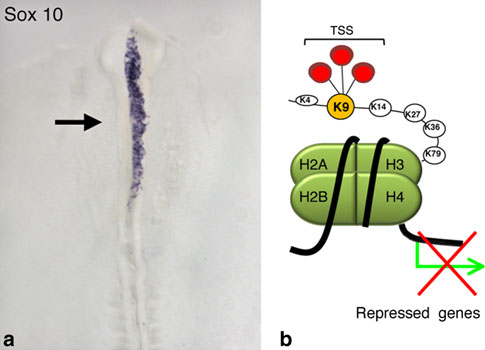 Sox 10
a
TSS
K4
K9
K14
K27
K36
K79
H2A
H3
H2B
H4
Repressed genes
b